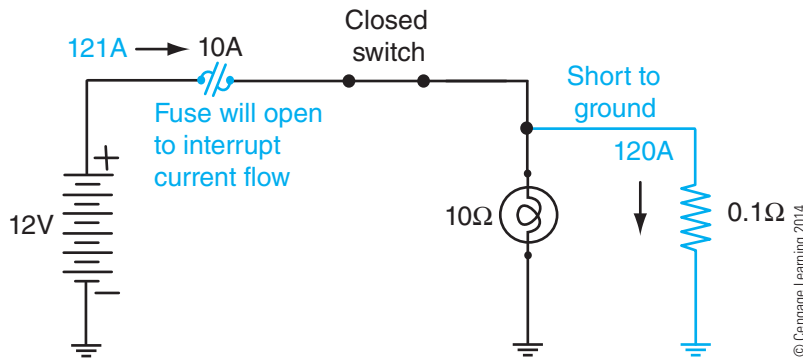 Closed
switch
121A
10A
Fuse will open
to interrupt
current flow
Short to
ground
120A
+
12V
−
10Ω
0.1Ω
© Cengage Learning 2014